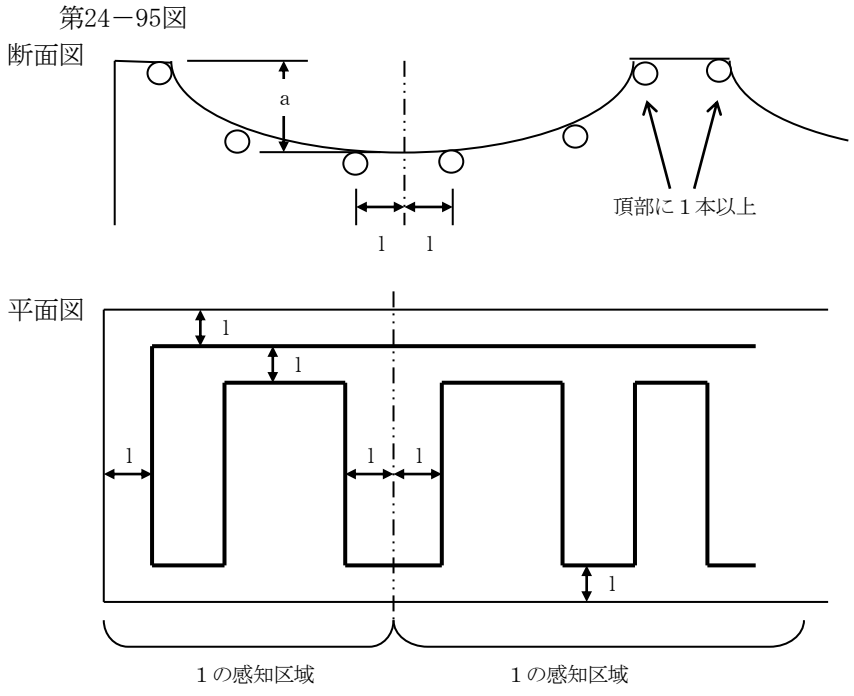 第24－95図
断面図
a
頂部に１本以上
l l
平面図
l
l
l l l
l
１の感知区域 １の感知区域